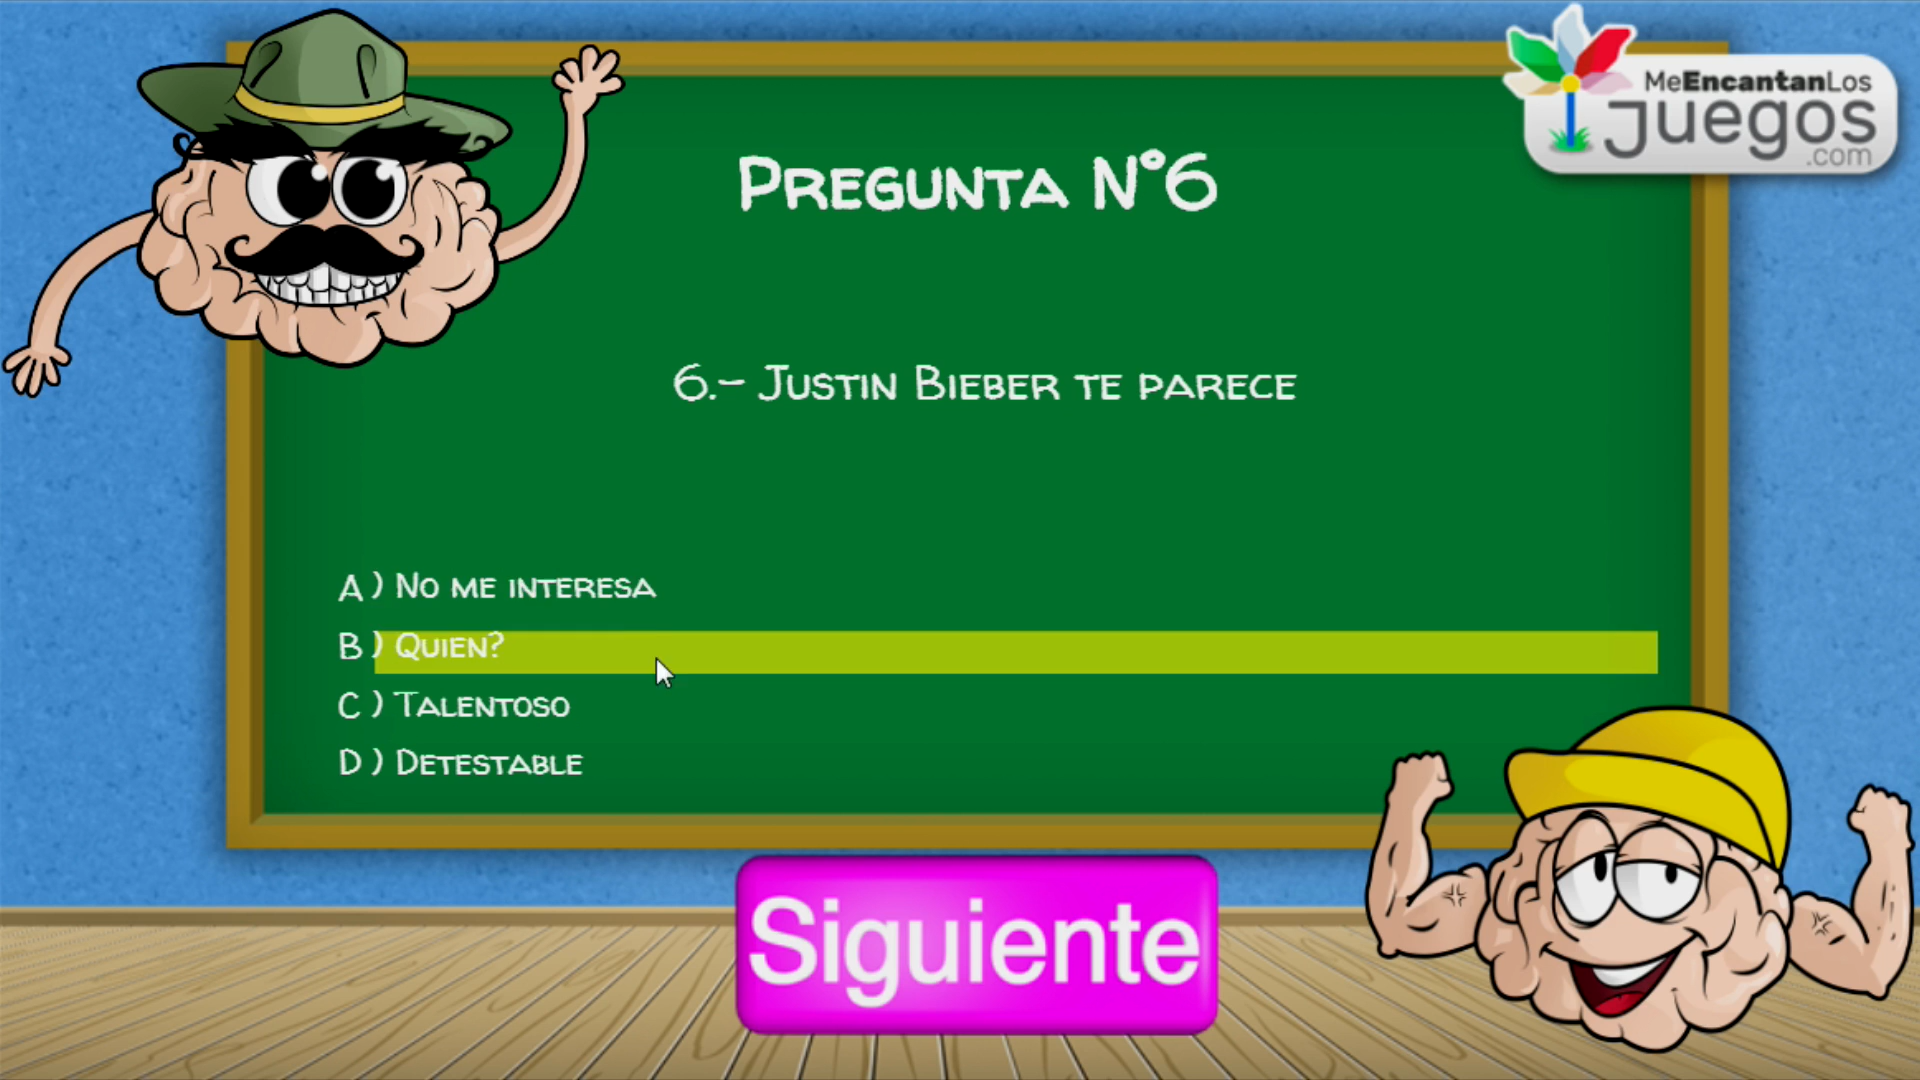 MeEncantanLos
Juegos
.com
Pregunta N°6
6.- Justin Bieber te parece
A) No me interesa
B) Quien?
C) Talentoso
D) Detestable
Siguiente